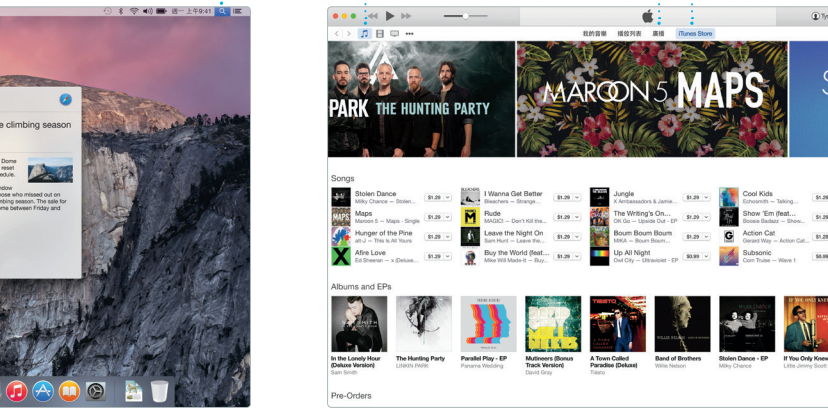 週一上午9:41
e climbing season
Dome
reset
edule.
ndow
ose who missed out on
mbing season. The sale for
ome between Friday and
我的音樂 播放列表 廣播 iTunes Store
PARK THE HUNTING PARTY
MAROON 5 MAPS
Songs
Stolen Dance
Milky Chance — Stolen...
$1.29
Maps
Maroon 5 — Maps - Single
$1.29
Hunger of the Pine
alt-J — This Is All Yours
$1.29
Afire Love
Ed Sheeran — x (Deluxe...
$1.29
I Wanna Get Better
Bleachers — Strange...
$1.29
Rude
MAGIC! — Don't Kill the...
$1.29
Leave the Night On
Sam Hunt — Leave the...
$1.29
Buy the World (feat...
Mike Will Made-It — Buy...
$1.29
Jungle
X Ambassadors & Jamie...
$1.29
The Writing's On...
OK Go — Upside Out - EP
$1.29
Boum Boum Boum
MIKA — Boum Boum...
$1.29
Up All Night
Owl City — Ultraviolet - EP
$0.99
Cool Kids
Echosmith — Talking...
$1.29
Show 'Em (feat...
Boosie Badazz — Show...
$1.29
Action Cat
Gerard Way — Action Cat...
$1.29
Subsonic
Com Truise — Wave 1
$0.99
Albums and EPs
In the Lonely Hour
(Deluxe Version)
Sam Smith
The Hunting Party
LINKIN PARK
Parallel Play - EP
Panama Wedding
Mutineers (Bonus
Track Version)
David Gray
A Town Called
Paradise (Deluxe)
Tiësto
Band of Brothers
Willie Nelson
Stolen Dance - EP
Milky Chance
If You Only Knew
Little Jimmy Scott
Pre-Orders